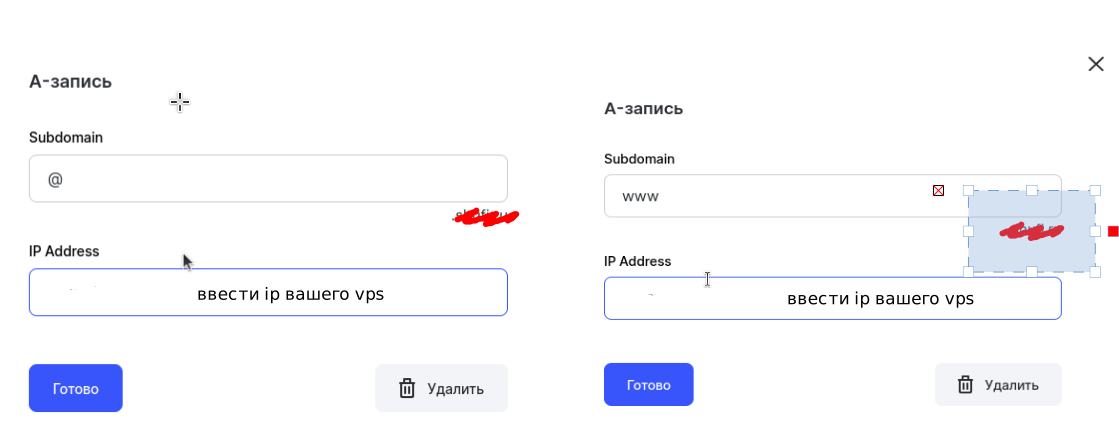 А-запись
Subdomain
@
IP Address
ввести ip вашего vps
Готово
Удалить
А-запись
Subdomain
www
IP Address
ввести ip вашего vps
Готово
Удалить